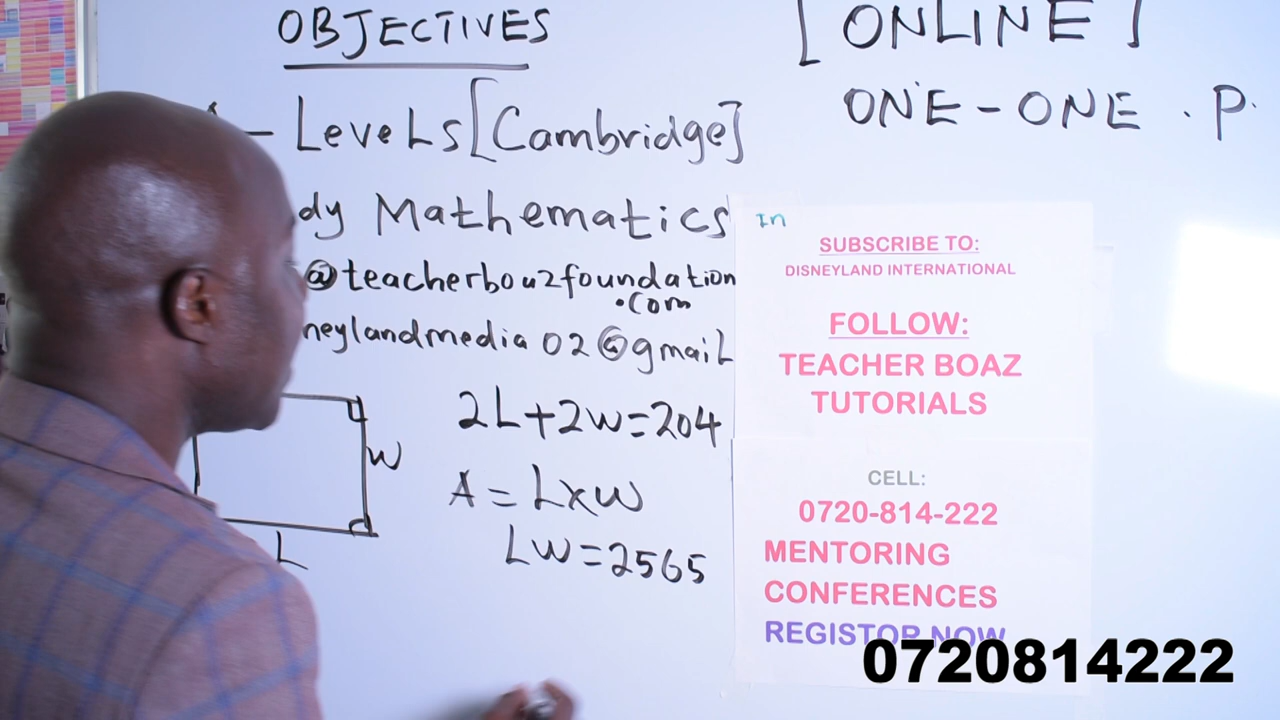 OBJECTIVES
- LeveLs [Cambridge]
dy Mathematics
@teacherbouzfoundation
.com
neylandmedia 02@gmaiL
[ONLINE]
ONE-ONE . P.
In
SUBSCRIBE TO:
DISNEYLAND INTERNATIONAL
FOLLOW:
TEACHER BOAZ
TUTORIALS
CELL:
0720-814-222
MENTORING
CONFERENCES
REGISTOR NOW
W
L
2L+2W=204
A=LxW
LW=2565
0720814222